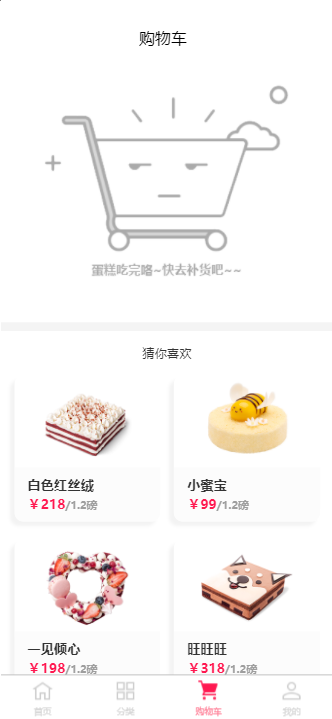 购物车
蛋糕吃完咯~快去补货吧~~
猜你喜欢
白色红丝绒
￥218/1.2磅
小蜜宝
￥99/1.2磅
一见倾心
￥198/1.2磅
旺旺旺
￥318/1.2磅
首页
分类
购物车
我的